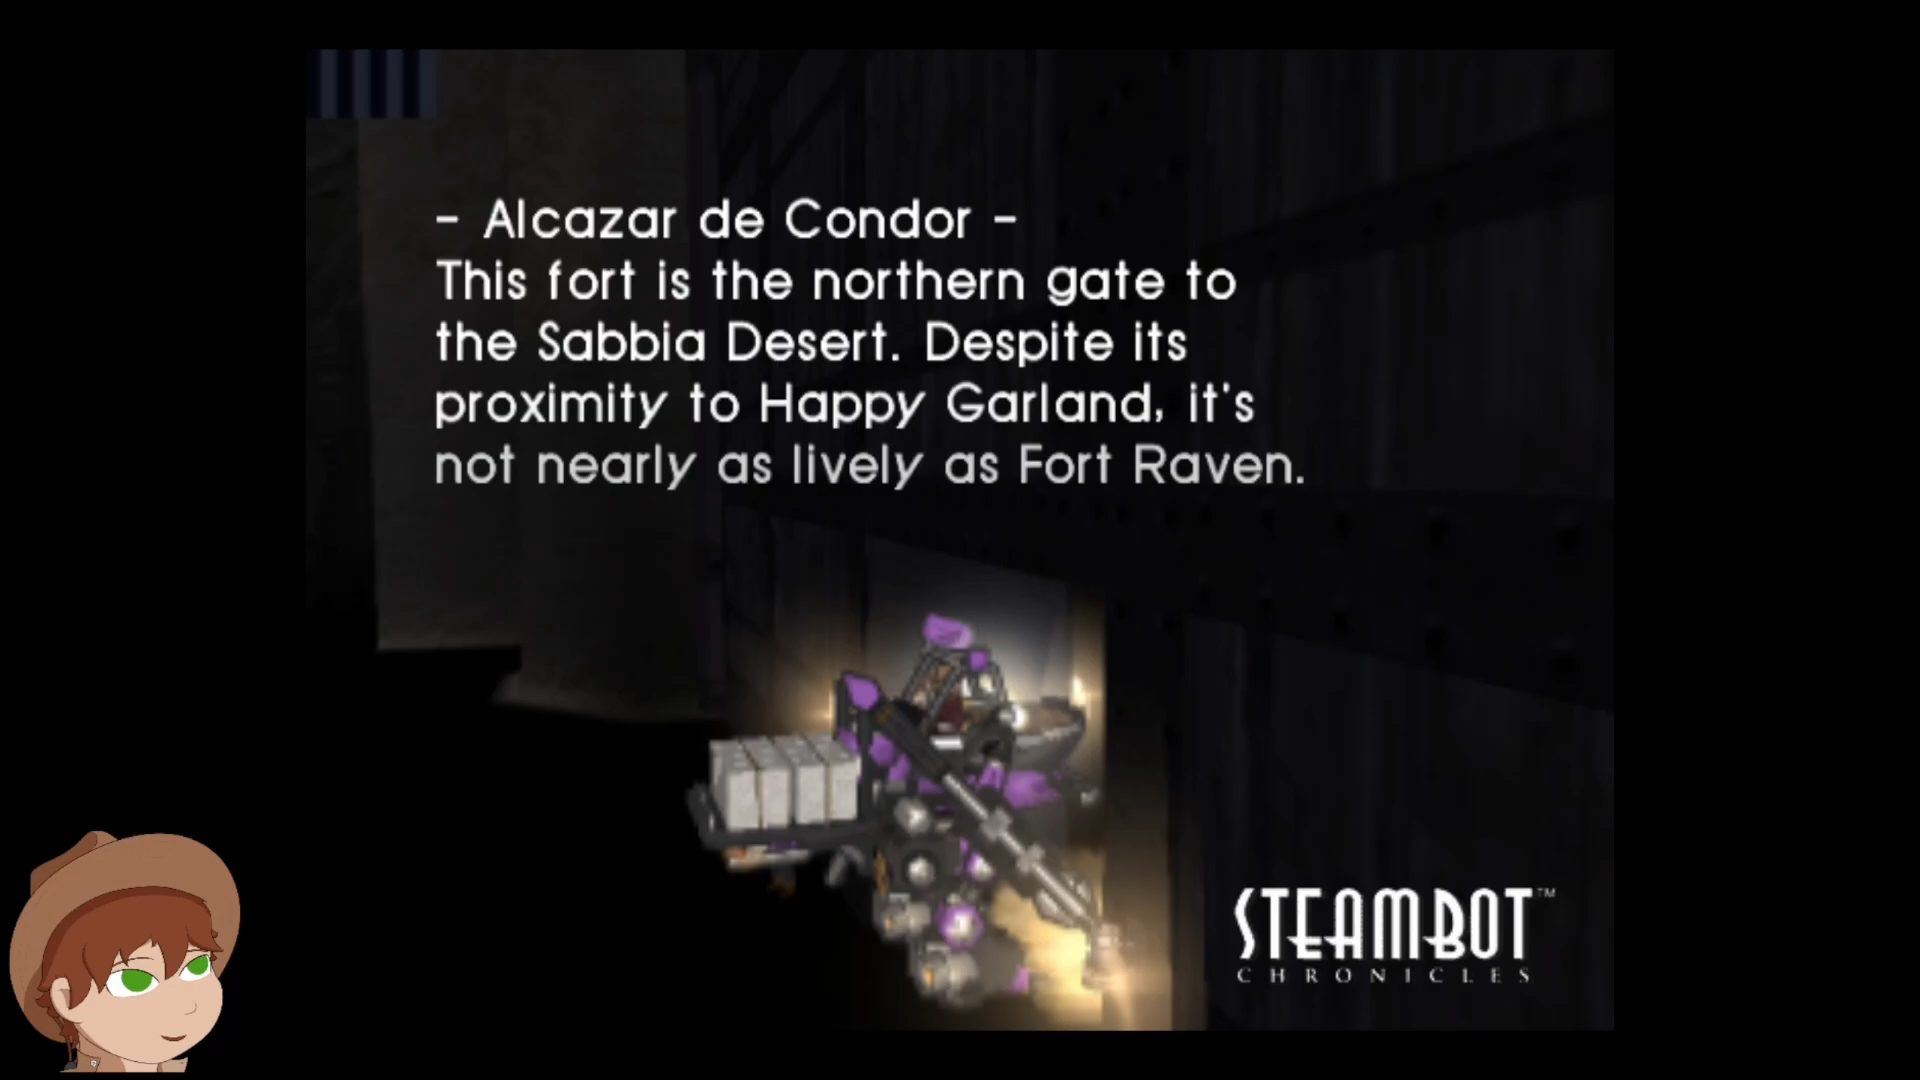 - Alcazar de Condor -
This fort is the northern gate to
the Sabbia Desert. Despite its
proximity to Happy Garland, it's
not nearly as lively as Fort Raven.
STEAMBOT™
CHRONICLES